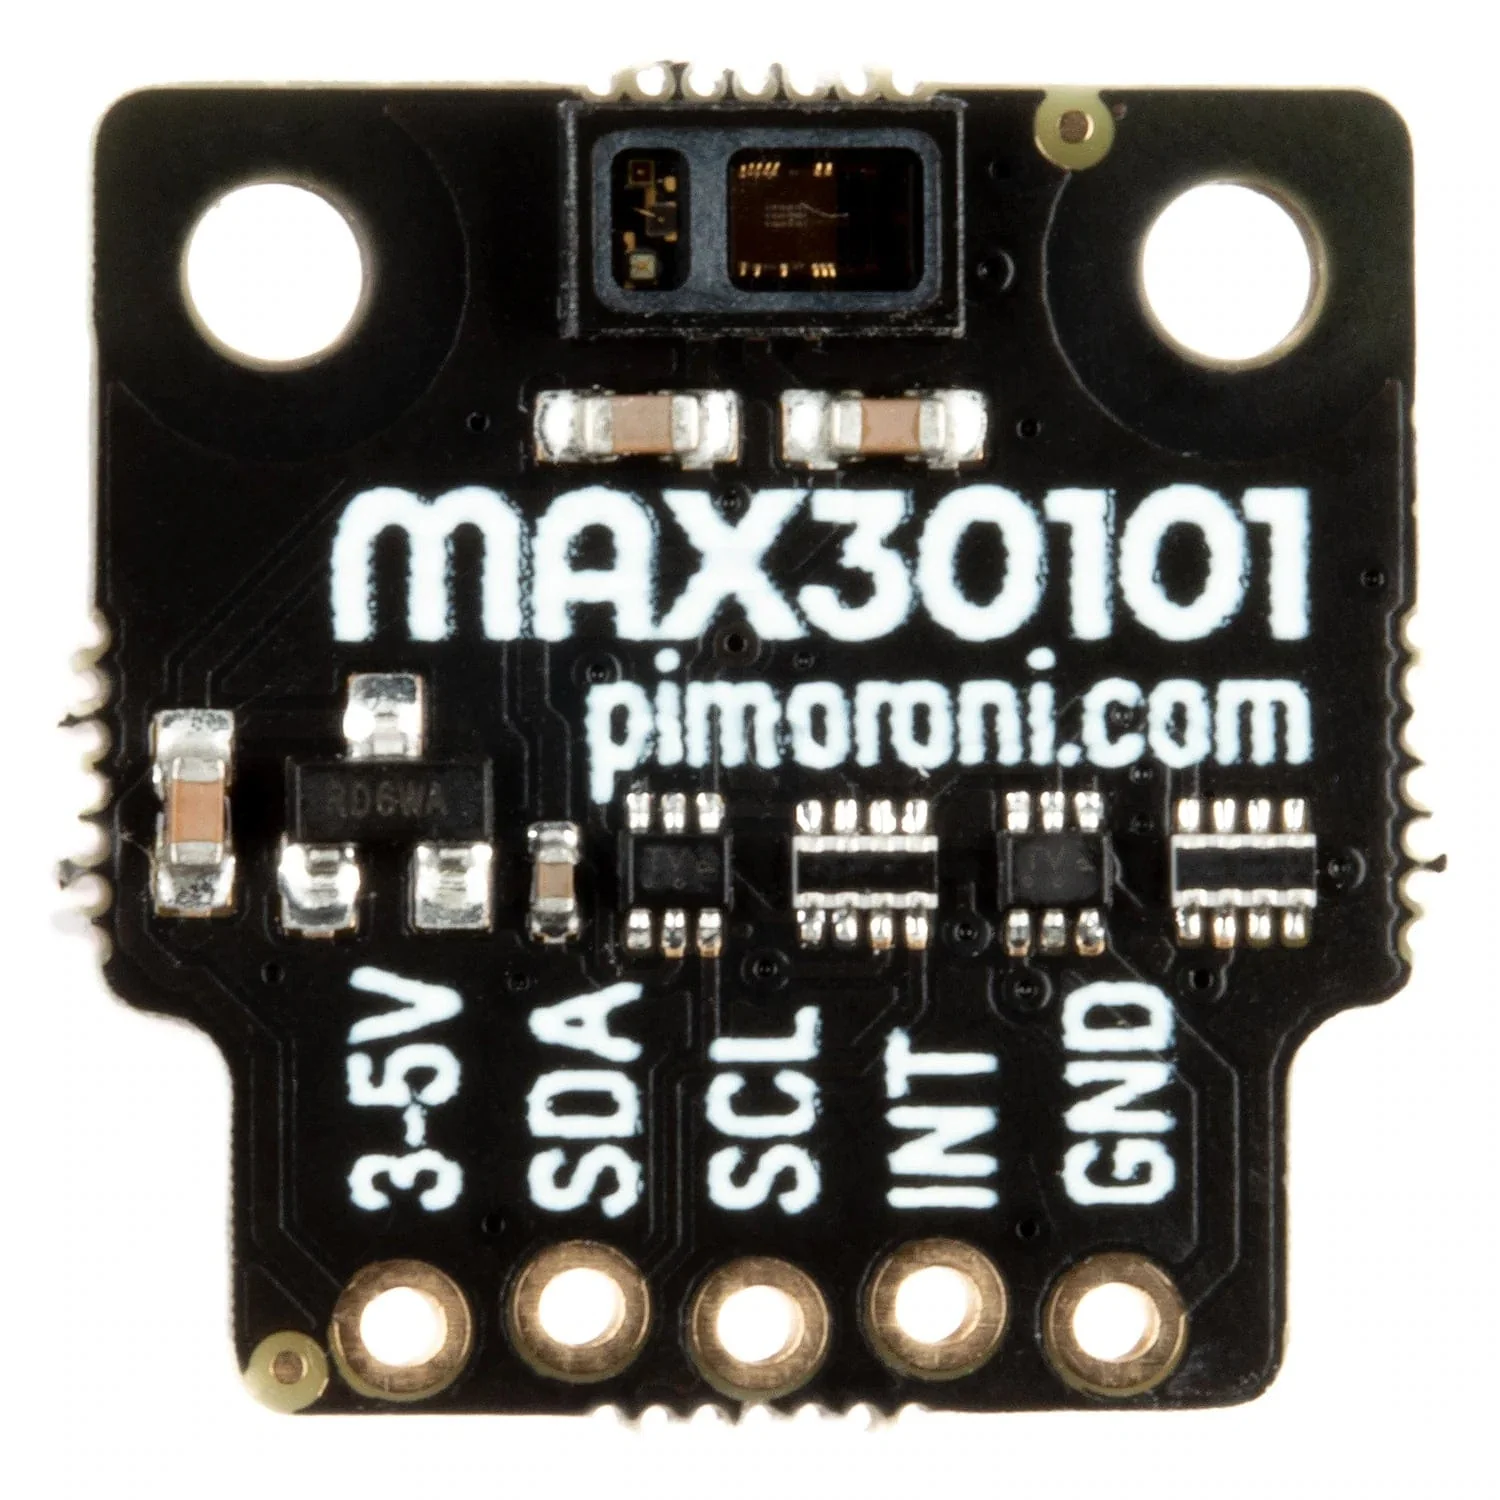 MAX30101
pimoroni.com
RD6WA
3-5V
SDA
SCL
INT
GND